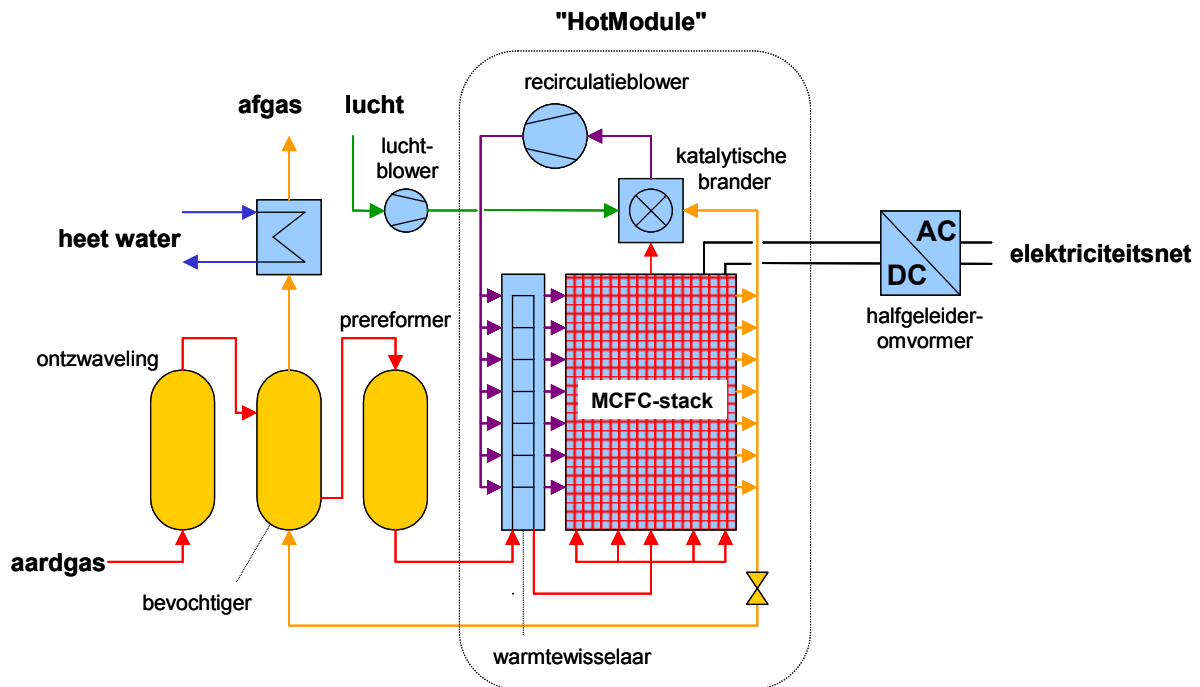 "HotModule"
recirculatieblower
afgas
lucht
lucht-
blower
katalytische
brander
heet water
AC
DC
elektriciteitsnet
halfgeleider-
omvormer
prereformer
ontzwaveling
MCFC-stack
aardgas
bevochtiger
warmtewisselaar